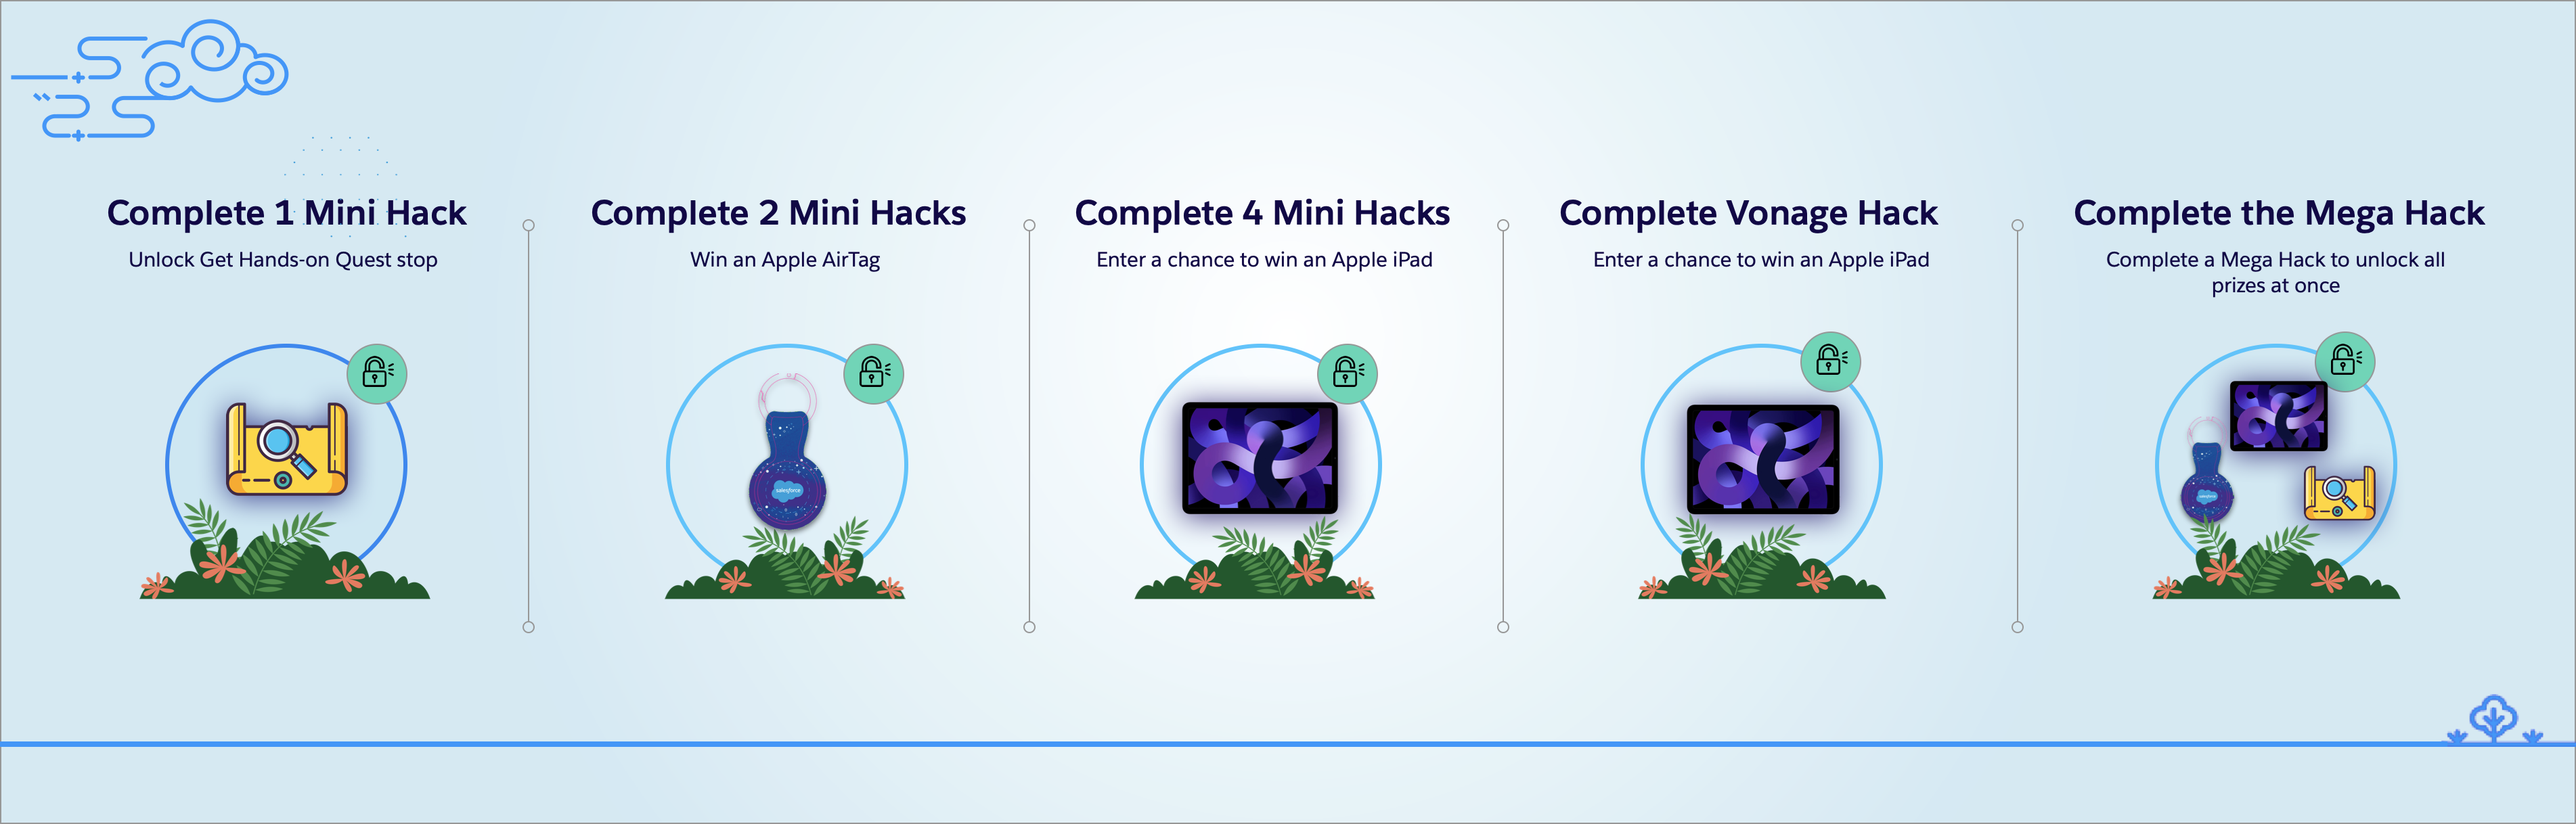 Complete 1 Mini Hack
Unlock Get Hands-on Quest stop
Complete 2 Mini Hacks
Win an Apple AirTag
salesforce
Complete 4 Mini Hacks
Enter a chance to win an Apple iPad
Complete Vonage Hack
Enter a chance to win an Apple iPad
Complete the Mega Hack
Complete a Mega Hack to unlock all
prizes at once
salesforce